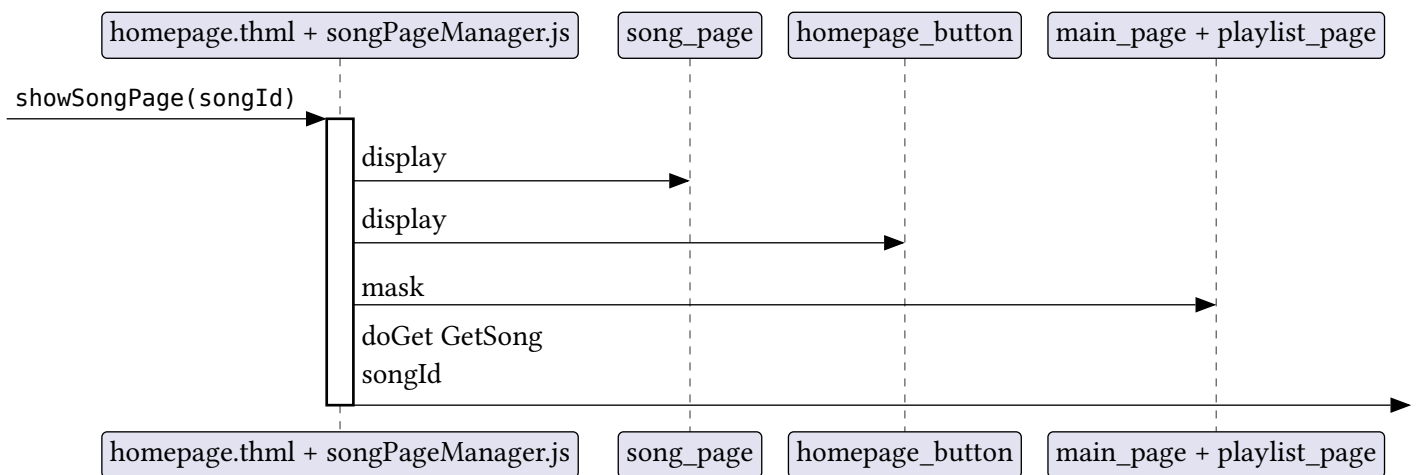 homepage.thml + songPageManager.js song_page homepage_button main_page + playlist_page
showSongPage(songId)
display
display
mask
doGet GetSong
songId
homepage.thml + songPageManager.js song_page homepage_button main_page + playlist_page